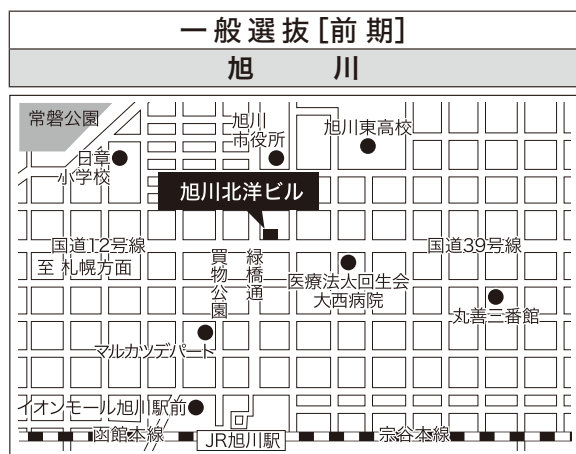 一般選抜［前期］
旭　川
常磐公園
旭川
市役所
旭川東高校
日章
小学校
旭川北洋ビル
国道12号線
至 札幌方面
買物公園
緑橋通
国道39号線
医療法人回生会
大西病院
丸善三番館
マルカツデパート
イオンモール旭川駅前
函館本線
JR旭川駅
宗谷本線